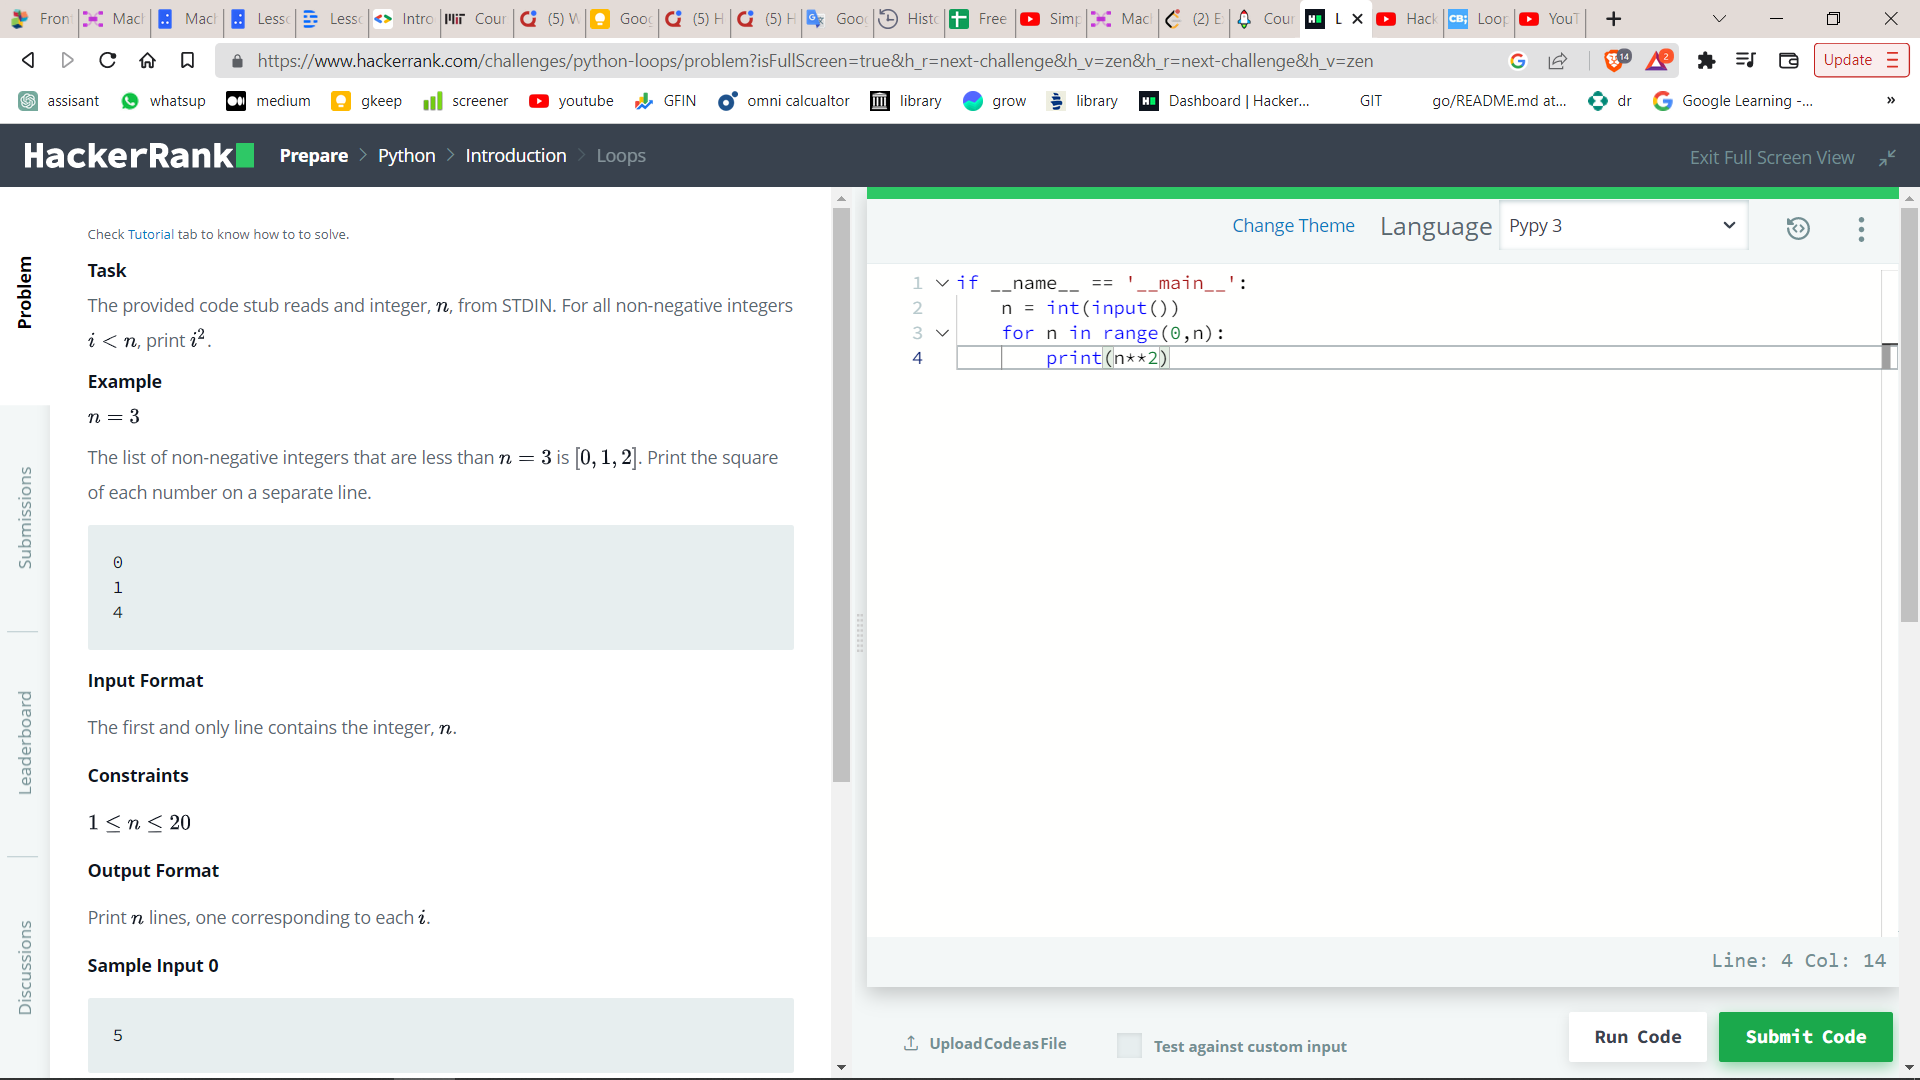 Fron Mac Mac Less Less Intro Cour (5) W Goog (5) H (5) H Goog Histo Free Simp Mac (2) E Cour L Hack Loop YouT
https://www.hackerrank.com/challenges/python-loops/problem?isFullScreen=true&h_r=next-challenge&h_v=zen&h_r=next-challenge&h_v=zen 14 2 Update
assisant whatsup medium gkeep screener youtube GFIN omni calcualtor library grow library Dashboard | Hacker... GIT go/README.md at... dr Google Learning -... »
HackerRank Prepare > Python > Introduction > Loops Exit Full Screen View
Problem
Submissions
Leaderboard
Discussions
Check Tutorial tab to know how to to solve.
Task
The provided code stub reads and integer, n, from STDIN. For all non-negative integers
i < n, print i².
Example
n = 3
The list of non-negative integers that are less than n = 3 is [0, 1, 2]. Print the square
of each number on a separate line.
0
1
4
Input Format
The first and only line contains the integer, n.
Constraints
1 ≤ n ≤ 20
Output Format
Print n lines, one corresponding to each i.
Sample Input 0
5
Change Theme Language Pypy 3
1 if __name__ == '__main__':
2 n = int(input())
3 for n in range(0,n):
4 print(n**2)
Line: 4 Col: 14
Upload Code as File Test against custom input Run Code Submit Code